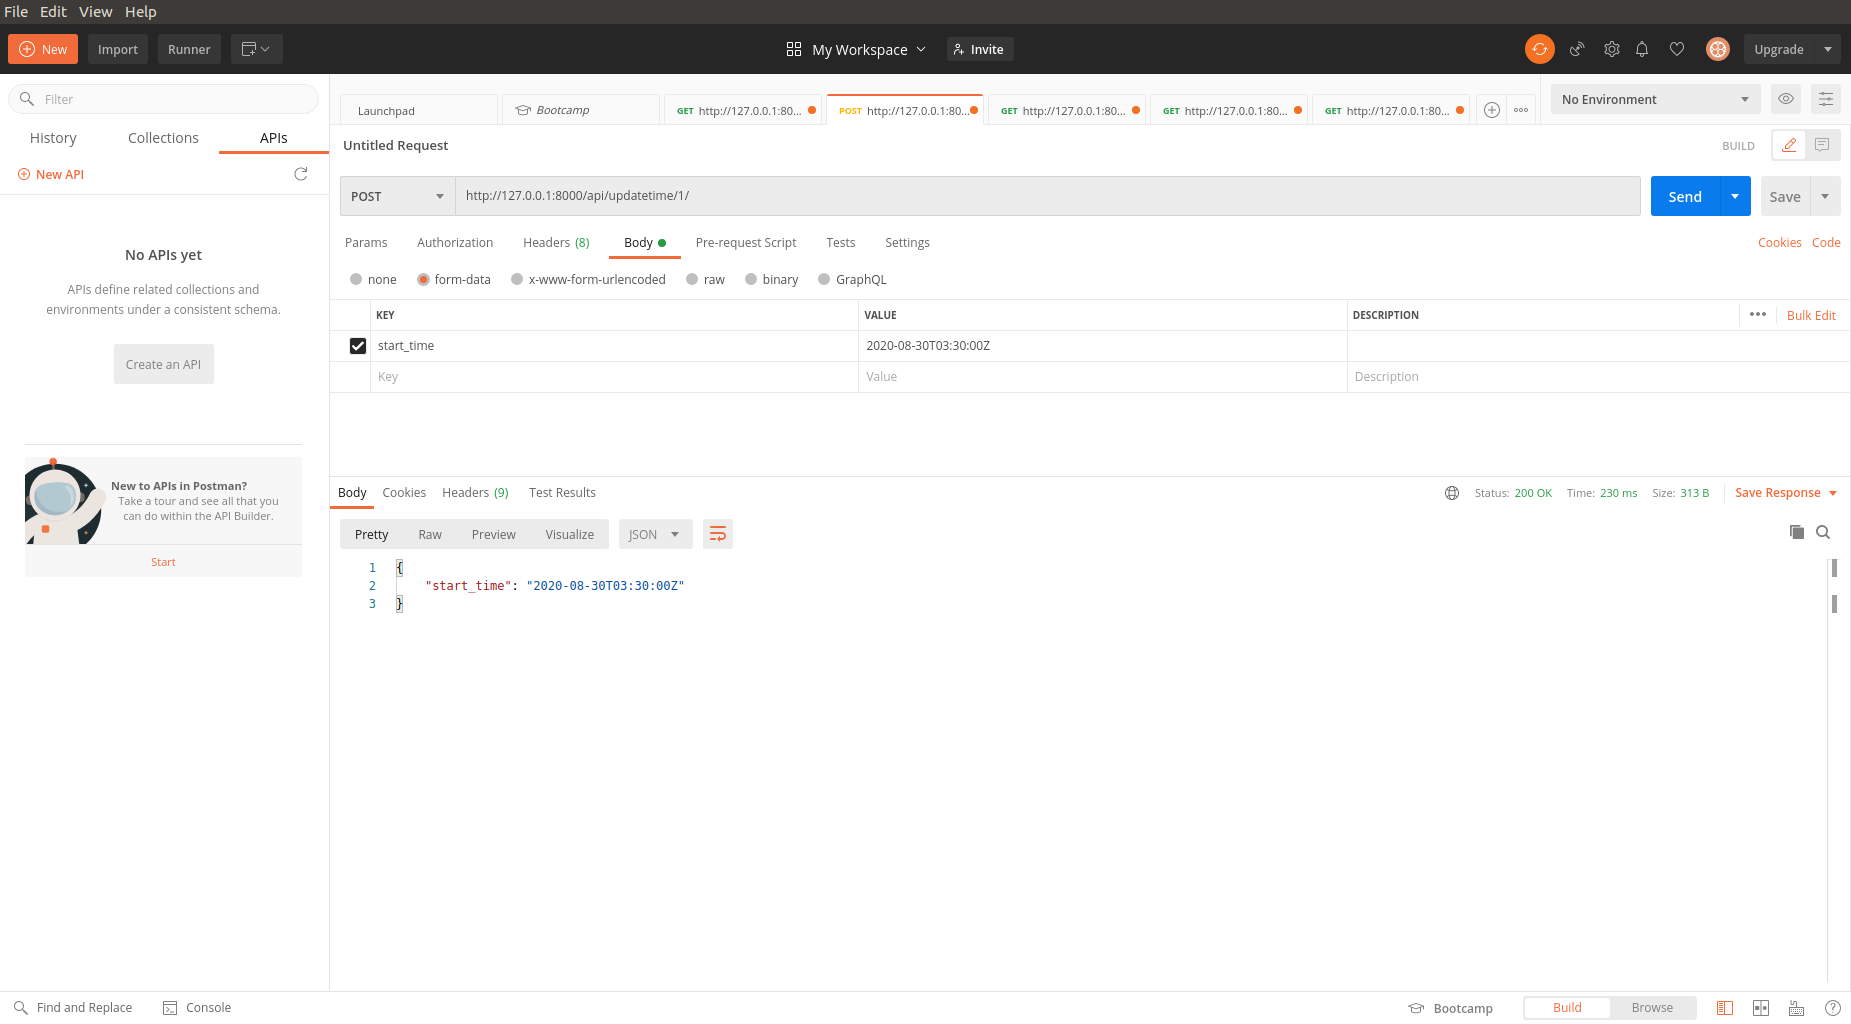 File Edit View Help
New Import Runner My Workspace Invite Upgrade
Filter
History Collections APIs
New API
No APIs yet
APIs define related collections and
environments under a consistent schema.
Create an API
New to APIs in Postman?
Take a tour and see all that you
can do within the API Builder.
Start
Launchpad Bootcamp GET http://127.0.0.1:80... POST http://127.0.0.1:80... GET http://127.0.0.1:80... GET http://127.0.0.1:80... GET http://127.0.0.1:80... No Environment
Untitled Request BUILD
POST http://127.0.0.1:8000/api/updatetime/1/ Send Save
Params Authorization Headers (8) Body Pre-request Script Tests Settings Cookies Code
none form-data x-www-form-urlencoded raw binary GraphQL
KEY VALUE DESCRIPTION Bulk Edit
start_time 2020-08-30T03:30:00Z
Key Value Description
Body Cookies Headers (9) Test Results Status: 200 OK Time: 230 ms Size: 313 B Save Response
Pretty Raw Preview Visualize JSON
1 {
2 "start_time": "2020-08-30T03:30:00Z"
3 }
Find and Replace Console Bootcamp Build Browse